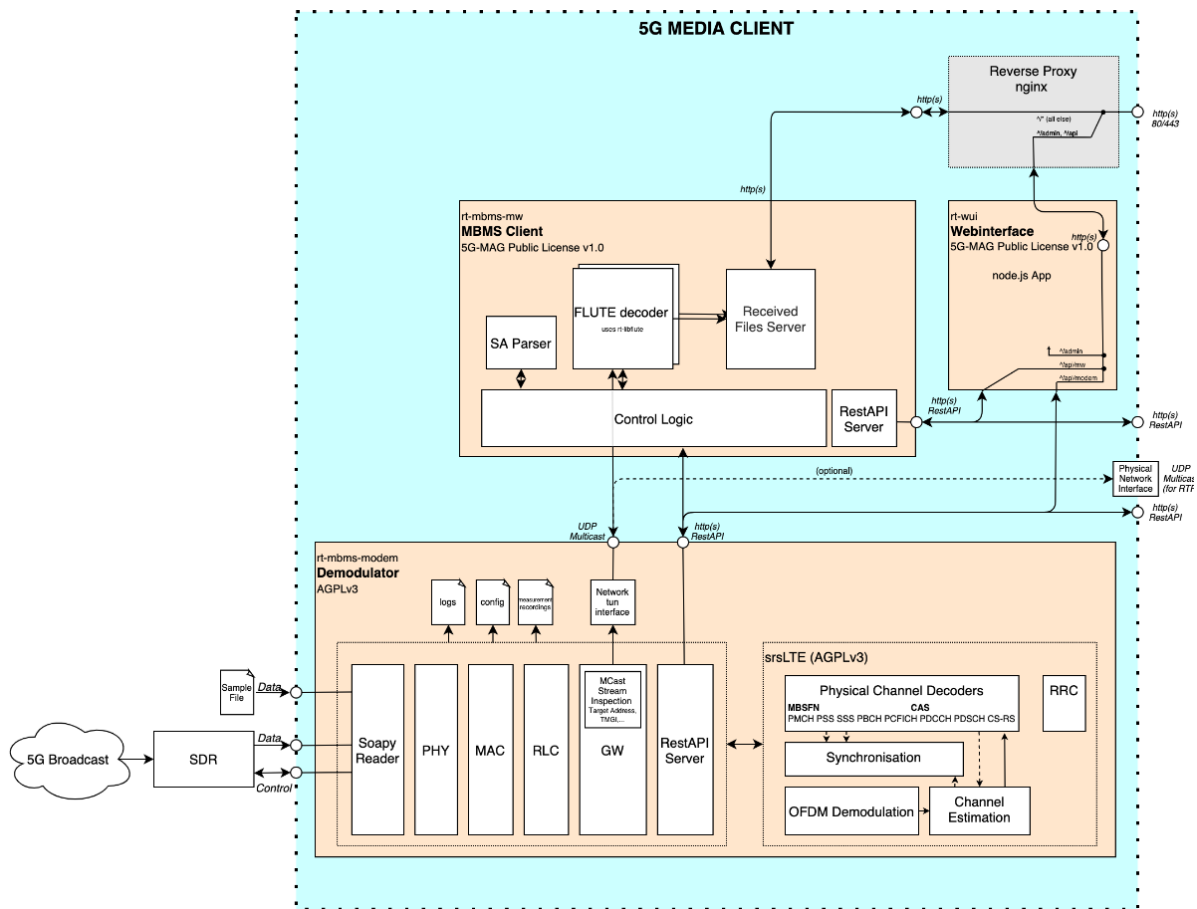 5G MEDIA CLIENT
Reverse Proxy
nginx
http(s)
^/* (all else)
^/admin, ^/api
http(s)
80/443
http(s)
rt-mbms-mw
MBMS Client
5G-MAG Public License v1.0
FLUTE decoder
uses rt-libflute
SA Parser
Received
Files Server
Control Logic
RestAPI
Server
rt-wui
Webinterface
5G-MAG Public License v1.0
http(s)
node.js App
^/admin
^/api/mw
^/api/modem
http(s)
RestAPI
http(s)
RestAPI
(optional)
Physical
Network
Interface
UDP
Multicas
(for RTP
http(s)
RestAPI
UDP
Multicast
http(s)
RestAPI
rt-mbms-modem
Demodulator
AGPLv3
logs
config
measurement
recordings
Network
tun
interface
Sample
File
Data
5G Broadcast
SDR
Data
Control
Soapy
Reader
PHY
MAC
RLC
MCast
Stream
Inspection
Target Address,
TMGI,...
GW
RestAPI
Server
srsLTE (AGPLv3)
Physical Channel Decoders
MBSFN CAS
PMCH PSS SSS PBCH PCFICH PDCCH PDSCH CS-RS
RRC
Synchronisation
OFDM Demodulation
Channel
Estimation